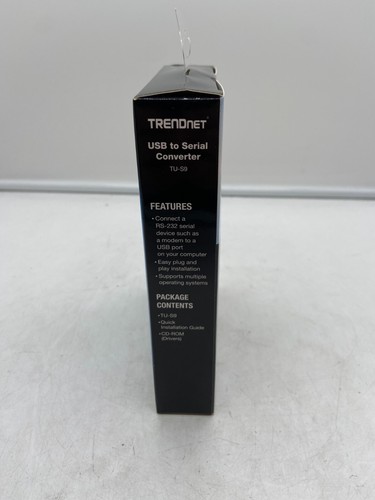 TRENDNET
USB to Serial
Converter
TU-S9
FEATURES
• Connect a
RS-232 serial
device such as
a modem to a
USB port
on your computer
• Easy plug and
play installation
• Supports multiple
operating systems
PACKAGE
CONTENTS
• TU-S9
• Quick
Installation Guide
• CD-ROM
(Drivers)